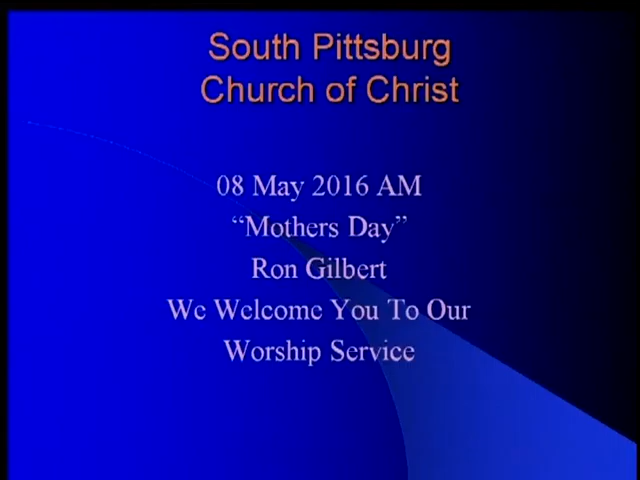 South Pittsburg
Church of Christ
08 May 2016 AM
“Mothers Day”
Ron Gilbert
We Welcome You To Our
Worship Service